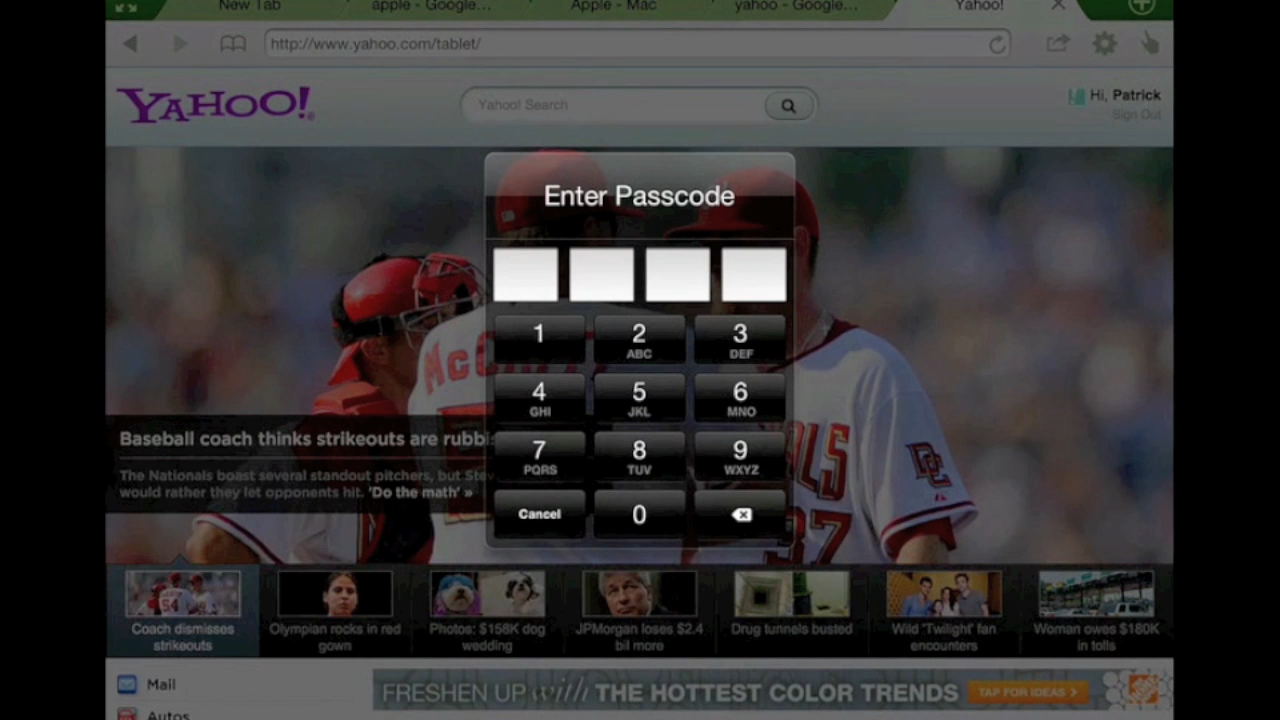 New Tab
apple - Google...
Apple - Mac
yahoo - Google...
Yahoo!
http://www.yahoo.com/tablet/
YAHOO!
Yahoo! Search
Hi, Patrick
Sign Out
Enter Passcode
1
2
ABC
3
DEF
4
GHI
5
JKL
6
MNO
7
PQRS
8
TUV
9
WXYZ
Cancel
0
Baseball coach thinks strikeouts are rubbi
The Nationals boast several standout pitchers, but Stev
would rather they let opponents hit. 'Do the math' »
DC
37
Coach dismisses
strikeouts
Olympian rocks in red
gown
Photos: $158K dog
wedding
JPMorgan loses $2.4
bil more
Drug tunnels busted
Wild 'Twilight' fan
encounters
Woman owes $180K
in tolls
Mail
Autos
FRESHEN UP with THE HOTTEST COLOR TRENDS
TAP FOR IDEAS >